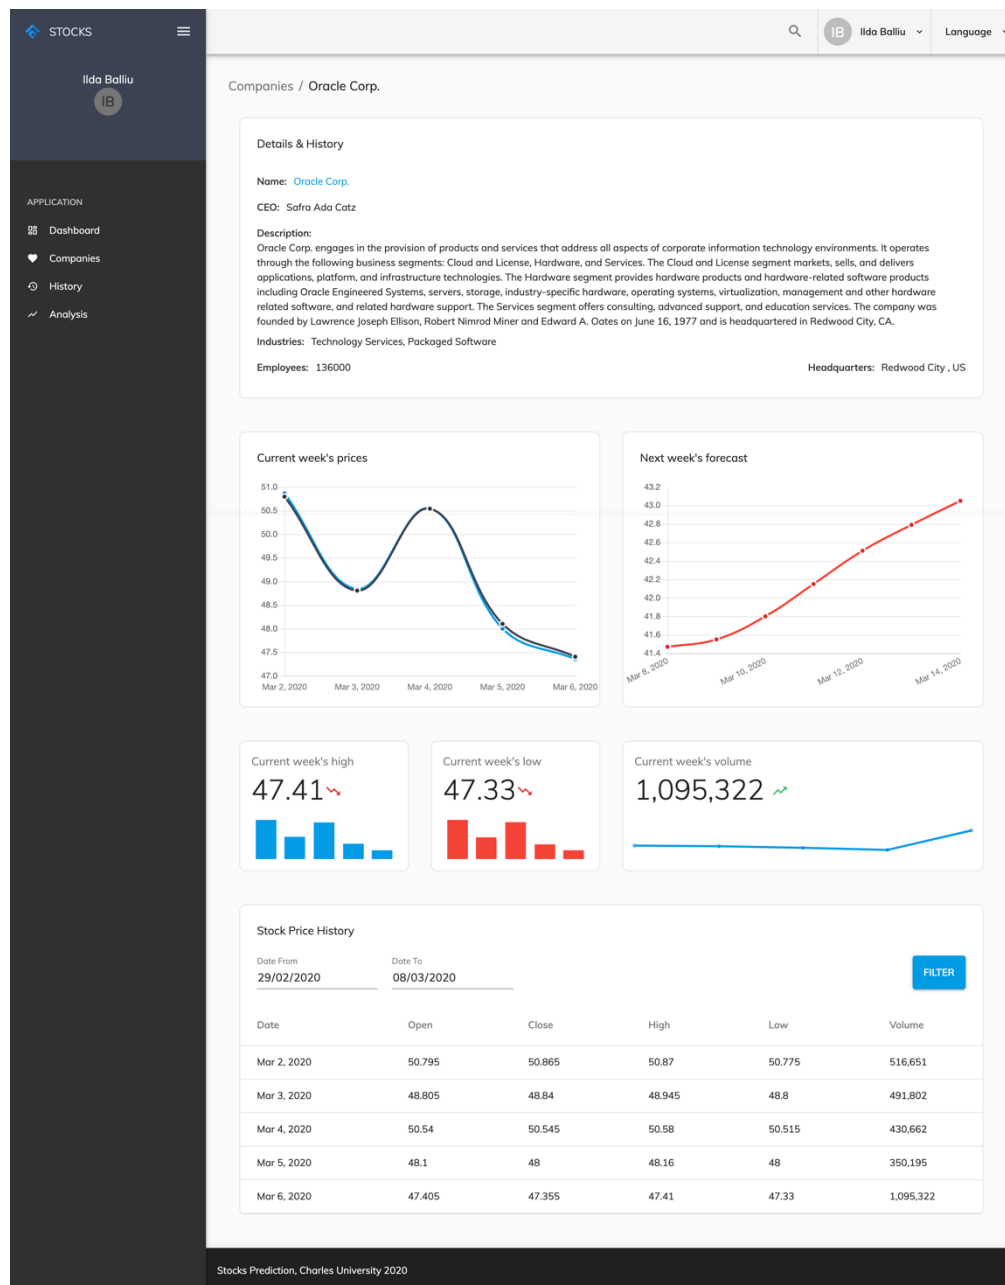 STOCKS
IB Ilda Balliu Language
Ilda Balliu
IB
APPLICATION
Dashboard
Companies
History
Analysis
Companies / Oracle Corp.
Details & History
Name: Oracle Corp.
CEO: Safra Ada Catz
Description:
Oracle Corp. engages in the provision of products and services that address all aspects of corporate information technology environments. It operates
through the following business segments: Cloud and License, Hardware, and Services. The Cloud and License segment markets, sells, and delivers
applications, platform, and infrastructure technologies. The Hardware segment provides hardware products and hardware-related software products
including Oracle Engineered Systems, servers, storage, industry-specific hardware, operating systems, virtualization, management and other hardware
related software, and related hardware support. The Services segment offers consulting, advanced support, and education services. The company was
founded by Lawrence Joseph Ellison, Robert Nimrod Miner and Edward A. Oates on June 16, 1977 and is headquartered in Redwood City, CA.
Industries: Technology Services, Packaged Software
Employees: 136000 Headquarters: Redwood City , US
Current week's prices
51.0
50.5
50.0
49.5
49.0
48.5
48.0
47.5
47.0
Mar 2, 2020 Mar 3, 2020 Mar 4, 2020 Mar 5, 2020 Mar 6, 2020
Next week's forecast
43.2
43.0
42.8
42.6
42.4
42.2
42.0
41.8
41.6
41.4
Mar 8, 2020 Mar 10, 2020 Mar 12, 2020 Mar 14, 2020
Current week's high
47.41
Current week's low
47.33
Current week's volume
1,095,322
Stock Price History
Date From Date To
29/02/2020 08/03/2020
FILTER
Date Open Close High Low Volume
Mar 2, 2020 50.795 50.865 50.87 50.775 516,651
Mar 3, 2020 48.805 48.84 48.945 48.8 491,802
Mar 4, 2020 50.54 50.545 50.58 50.515 430,662
Mar 5, 2020 48.1 48 48.16 48 350,195
Mar 6, 2020 47.405 47.355 47.41 47.33 1,095,322
Stocks Prediction, Charles University 2020